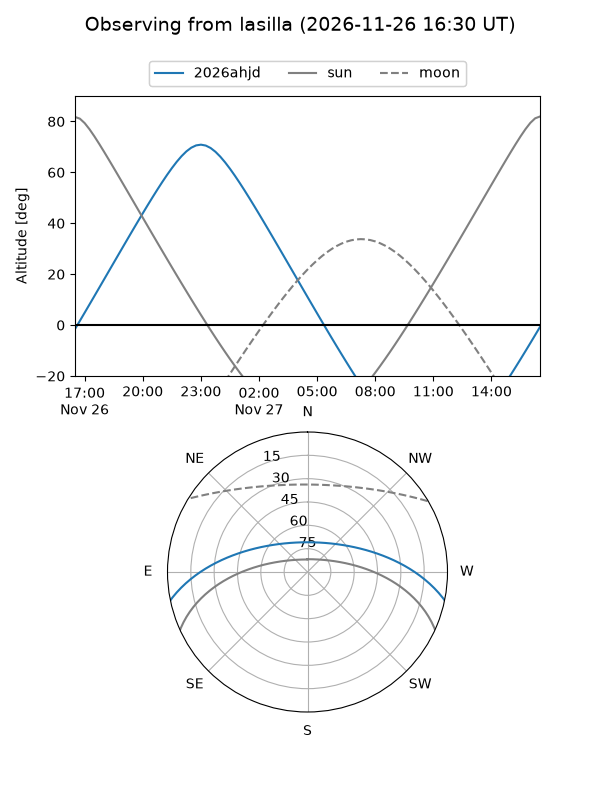 Observing from lasilla (2026-11-26 16:30 UT)
2026ahjd sun moon
Altitude [deg]
80
60
40
20
0
−20
17:00 20:00 23:00 02:00 05:00 08:00 11:00 14:00
Nov 26 Nov 27
N
NE NW
15
30
45
60
75
E W
SE SW
S